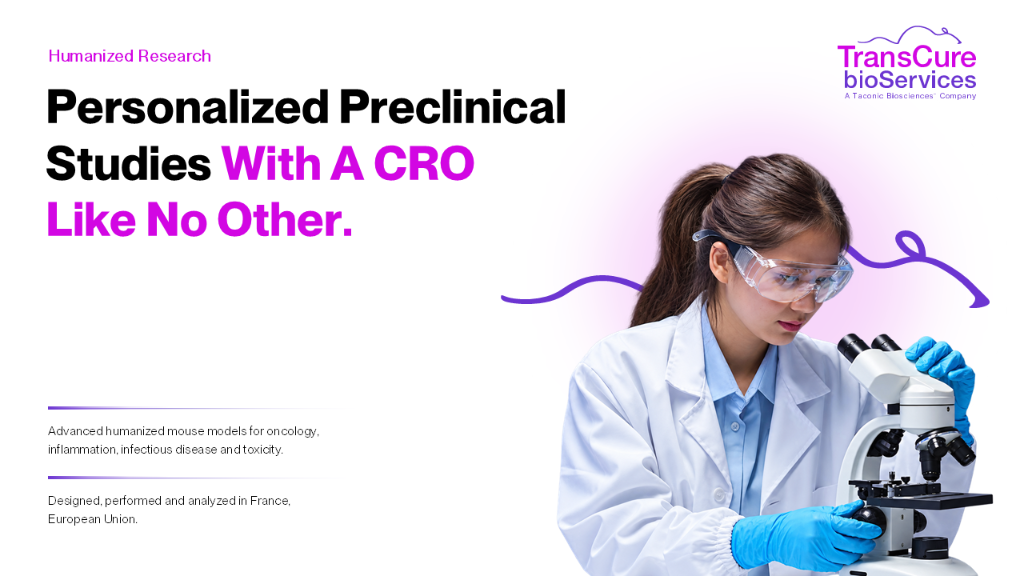 Humanized Research
TransCure
bioServices
A Taconic Biosciences' Company
Personalized Preclinical
Studies With A CRO
Like No Other.
Advanced humanized mouse models for oncology,
inflammation, infectious disease and toxicity.
Designed, performed and analyzed in France,
European Union.